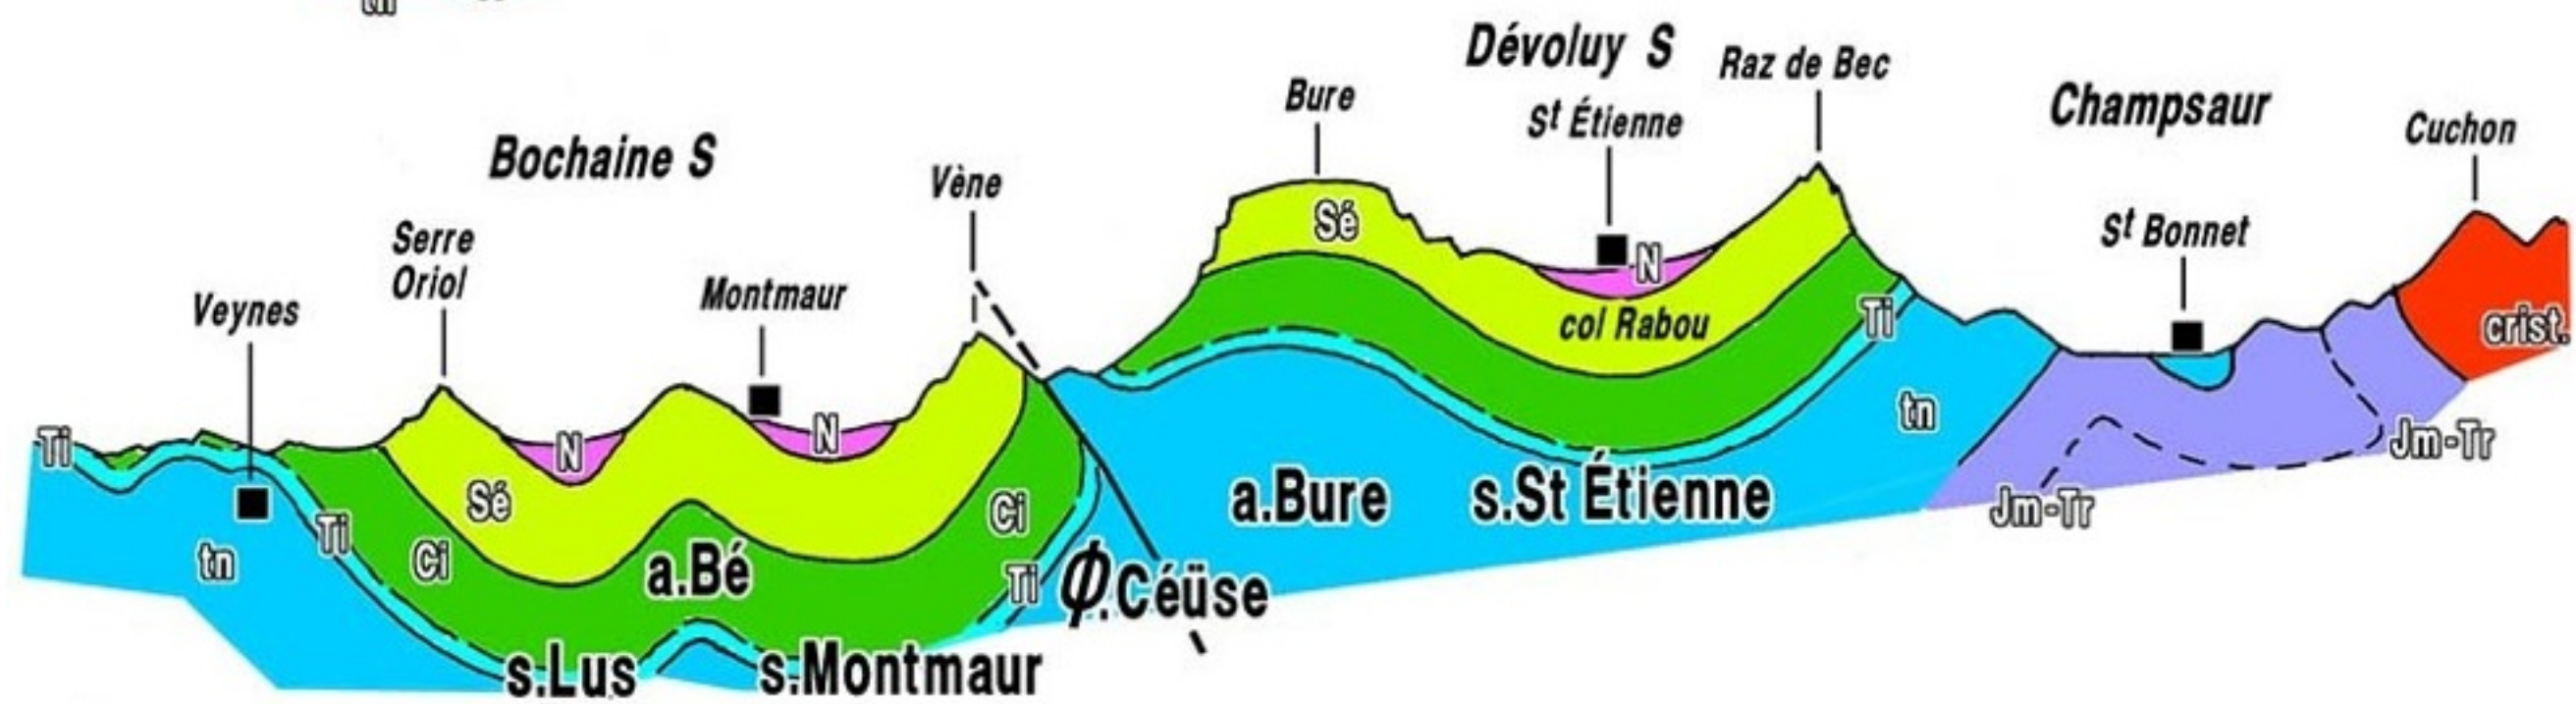 tn
Dévoluy S
Raz de Bec
Bure
St Étienne
Champsaur
Cuchon
Bochaine S
Vène
Serre
Oriol
Veynes
Montmaur
St Bonnet
Sé
N
col Rabou
Ti
crist.
Ti
N
N
tn
Jm-Tr
Sé
a.Bure
s.St Étienne
Ci
Jm-Tr
Ti
tn
Ci
a.Bé
Ti
ϕ.Céüse
s.Lus
s.Montmaur